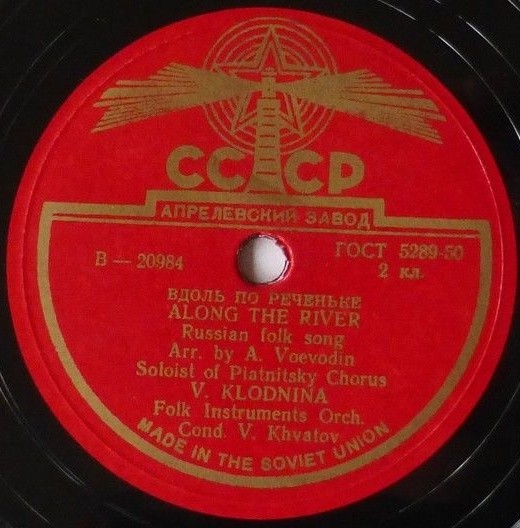 СССР
АПРЕЛЕВСКИЙ ЗАВОД
В — 20984
ГОСТ 5289-50
2 кл.
ВДОЛЬ ПО РЕЧЕНЬКЕ
ALONG THE RIVER
Russian folk song
Arr. by A. Voevodin
Soloist of Piatnitsky Chorus
V. KLODNINA
Folk Instruments Orch.
Cond. V. Khvatov
MADE IN THE SOVIET UNION